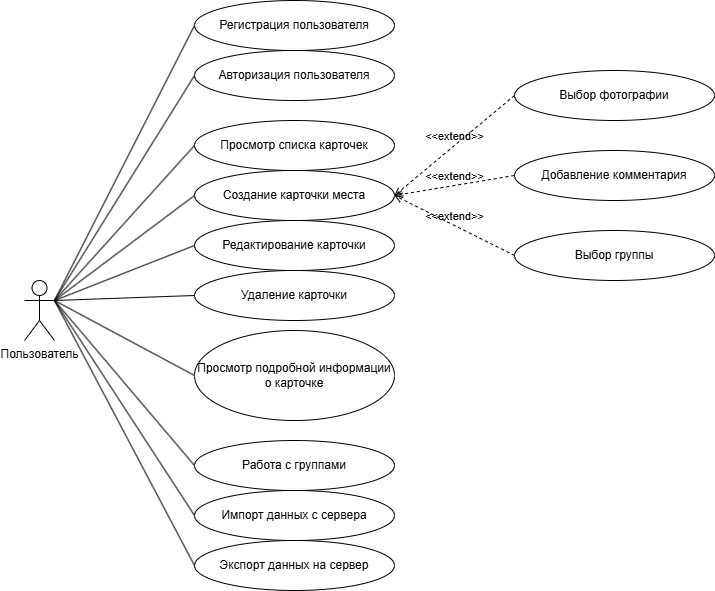 Регистрация пользователя
Авторизация пользователя
Выбор фотографии
<<extend>>
Просмотр списка карточек
<<extend>>
Добавление комментария
Создание карточки места
<<extend>>
Редактирование карточки
Выбор группы
Удаление карточки
Пользователь
Просмотр подробной информации
о карточке
Работа с группами
Импорт данных с сервера
Экспорт данных на сервер